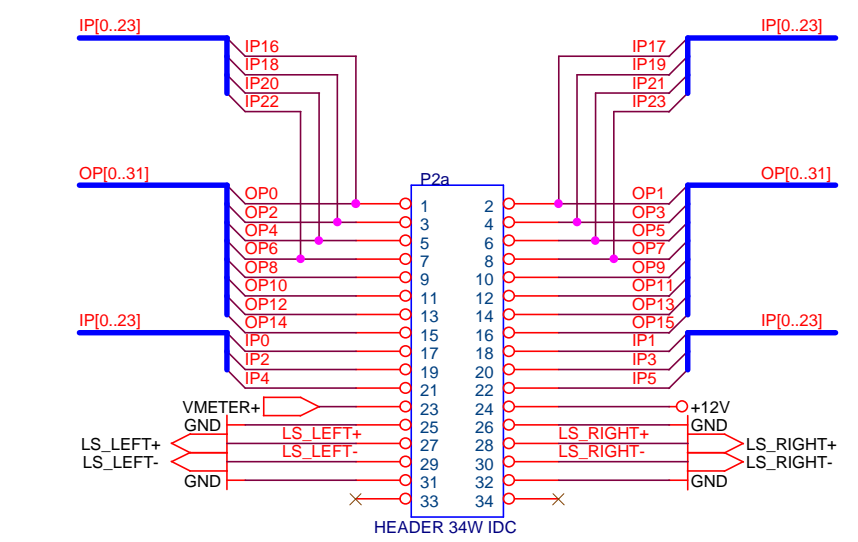 IP[0..23] IP[0..23]
IP16 IP17
IP18 IP19
IP20 IP21
IP22 IP23
OP[0..31] P2a OP[0..31]
OP0 1 2 OP1
OP2 3 4 OP3
OP4 5 6 OP5
OP6 7 8 OP7
OP8 9 10 OP9
OP10 11 12 OP11
OP12 13 14 OP13
IP[0..23] OP14 15 16 OP15 IP[0..23]
IP0 17 18 IP1
IP2 19 20 IP3
IP4 21 22 IP5
VMETER+ 23 24 +12V
GND 25 26 GND
LS_LEFT+ LS_LEFT+ 27 28 LS_RIGHT+ LS_RIGHT+
LS_LEFT- LS_LEFT- 29 30 LS_RIGHT- LS_RIGHT-
GND 31 32 GND
33 34
HEADER 34W IDC